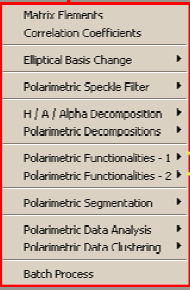 Matrix Elements
Correlation Coefficients
Elliptical Basis Change
Polarimetric Speckle Filter
H / A / Alpha Decomposition
Polarimetric Decompositions
Polarimetric Functionalities - 1
Polarimetric Functionalities - 2
Polarimetric Segmentation
Polarimetric Data Analysis
Polarimetric Data Clustering
Batch Process